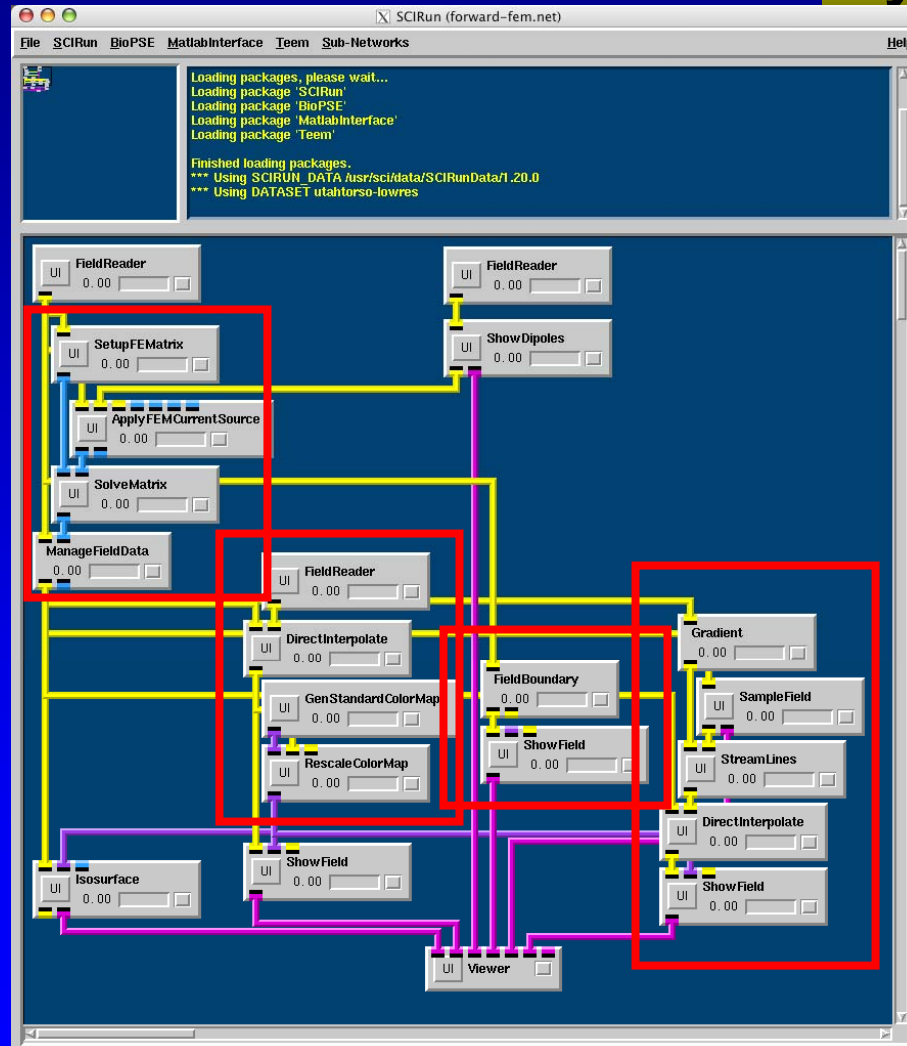 SCIRun (forward-fem.net)
File SCIRun BioPSE MatlabInterface Teem Sub-Networks Help
Loading packages, please wait...
Loading package 'SCIRun'
Loading package 'BioPSE'
Loading package 'MatlabInterface'
Loading package 'Teem'
Finished loading packages.
*** Using SCIRUN_DATA /usr/sci/data/SCIRunData/1.20.0
*** Using DATASET utahtorso-lowres
UI FieldReader
0.00
UI FieldReader
0.00
UI SetupFEMatrix
0.00
UI ShowDipoles
0.00
UI ApplyFEMCurrentSource
0.00
UI SolveMatrix
0.00
ManageFieldData
0.00
UI FieldReader
0.00
UI DirectInterpolate
0.00
Gradient
0.00
UI GenStandardColorMap
0.00
FieldBoundary
0.00
UI SampleField
0.00
UI RescaleColorMap
0.00
UI ShowField
0.00
UI StreamLines
0.00
UI DirectInterpolate
0.00
UI Isosurface
0.00
UI ShowField
0.00
UI ShowField
0.00
UI Viewer